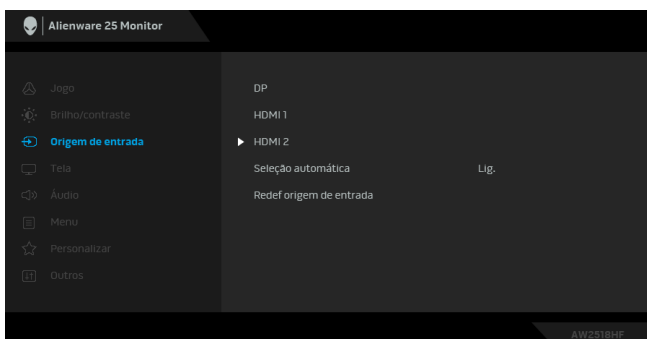 Alienware 25 Monitor
Jogo
Brilho/contraste
Origem de entrada
Tela
Áudio
Menu
Personalizar
Outros
DP
HDMI 1
HDMI 2
Seleção automática Lig.
Redef origem de entrada
AW2518HF